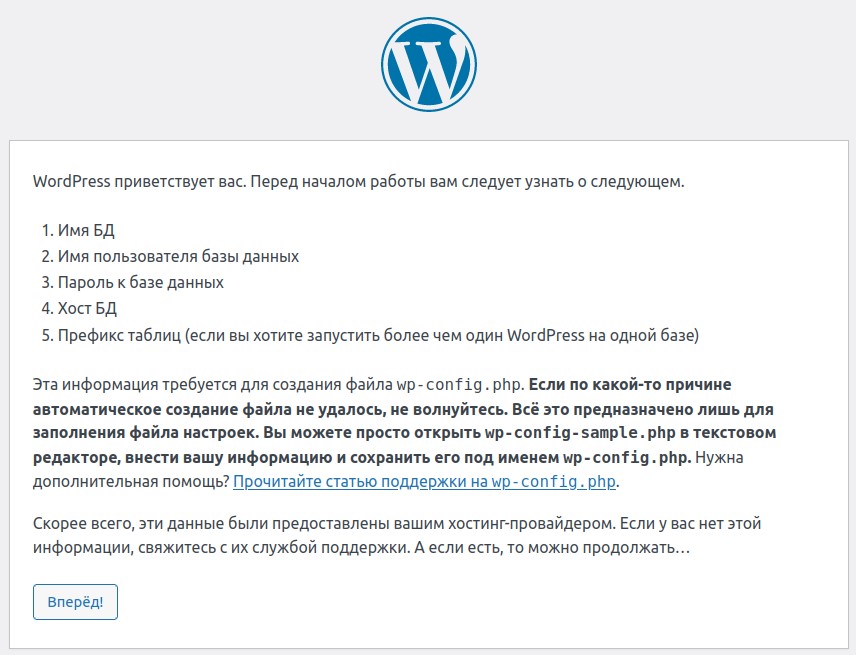 WordPress приветствует вас. Перед началом работы вам следует узнать о следующем.
1. Имя БД
2. Имя пользователя базы данных
3. Пароль к базе данных
4. Хост БД
5. Префикс таблиц (если вы хотите запустить более чем один WordPress на одной базе)
Эта информация требуется для создания файла wp-config.php. Если по какой-то причине
автоматическое создание файла не удалось, не волнуйтесь. Всё это предназначено лишь для
заполнения файла настроек. Вы можете просто открыть wp-config-sample.php в текстовом
редакторе, внести вашу информацию и сохранить его под именем wp-config.php. Нужна
дополнительная помощь? Прочитайте статью поддержки на wp-config.php.
Скорее всего, эти данные были предоставлены вашим хостинг-провайдером. Если у вас нет этой
информации, свяжитесь с их службой поддержки. А если есть, то можно продолжать…
Вперёд!